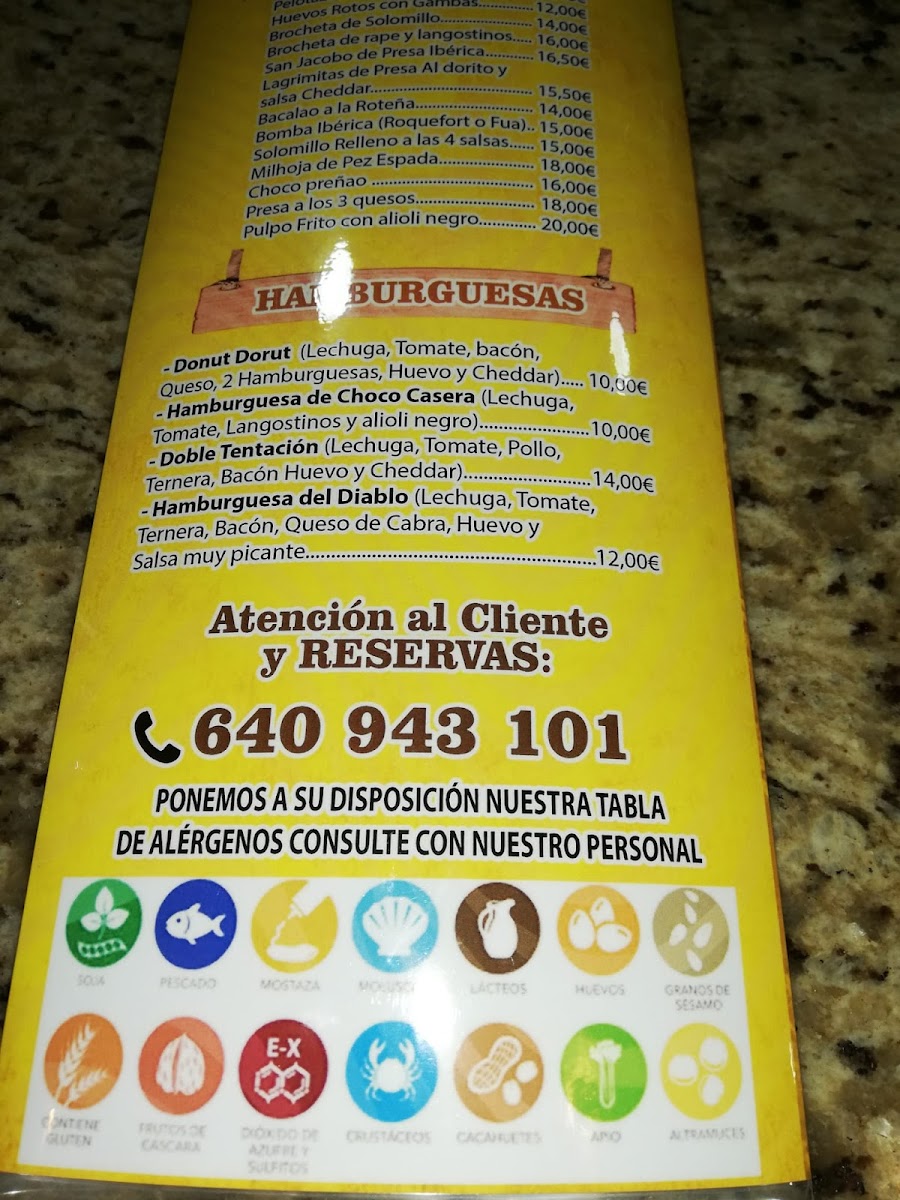 Huevos Rotos con Gambas......... 12,00€
Brocheta de Solomillo................ 14,00€
Brocheta de rape y langostinos..... 16,00€
San Jacobo de Presa Ibérica............. 16,50€
Lagrimitas de Presa Al dorito y
salsa Cheddar.................................. 15,50€
Bacalao a la Roteña........................ 14,00€
Bomba Ibérica (Roquefort o Fua).. 15,00€
Solomillo Relleno a las 4 salsas...... 15,00€
Milhoja de Pez Espada.................... 18,00€
Choco preñao .................................. 16,00€
Presa a los 3 quesos......................... 18,00€
Pulpo Frito con alioli negro............ 20,00€
HAMBURGUESAS
- Donut Dorut (Lechuga, Tomate, bacón,
Queso, 2 Hamburguesas, Huevo y Cheddar)..... 10,00€
- Hamburguesa de Choco Casera (Lechuga,
Tomate, Langostinos y alioli negro).......................10,00€
- Doble Tentación (Lechuga, Tomate, Pollo,
Ternera, Bacón Huevo y Cheddar)..........................14,00€
- Hamburguesa del Diablo (Lechuga, Tomate,
Ternera, Bacón, Queso de Cabra, Huevo y
Salsa muy picante............................................................12,00€
Atención al Cliente
y RESERVAS:
640 943 101
PONEMOS A SU DISPOSICIÓN NUESTRA TABLA
DE ALÉRGENOS CONSULTE CON NUESTRO PERSONAL
SOJA PESCADO MOSTAZA MOLUSCOS LÁCTEOS HUEVOS GRANOS DE
SÉSAMO
E-X
CONTIENE
GLUTEN
FRUTOS DE
CÁSCARA
DIÓXIDO DE
AZUFRE Y
SULFITOS
CRUSTÁCEOS CACAHUETES APIO ALTRAMUCES